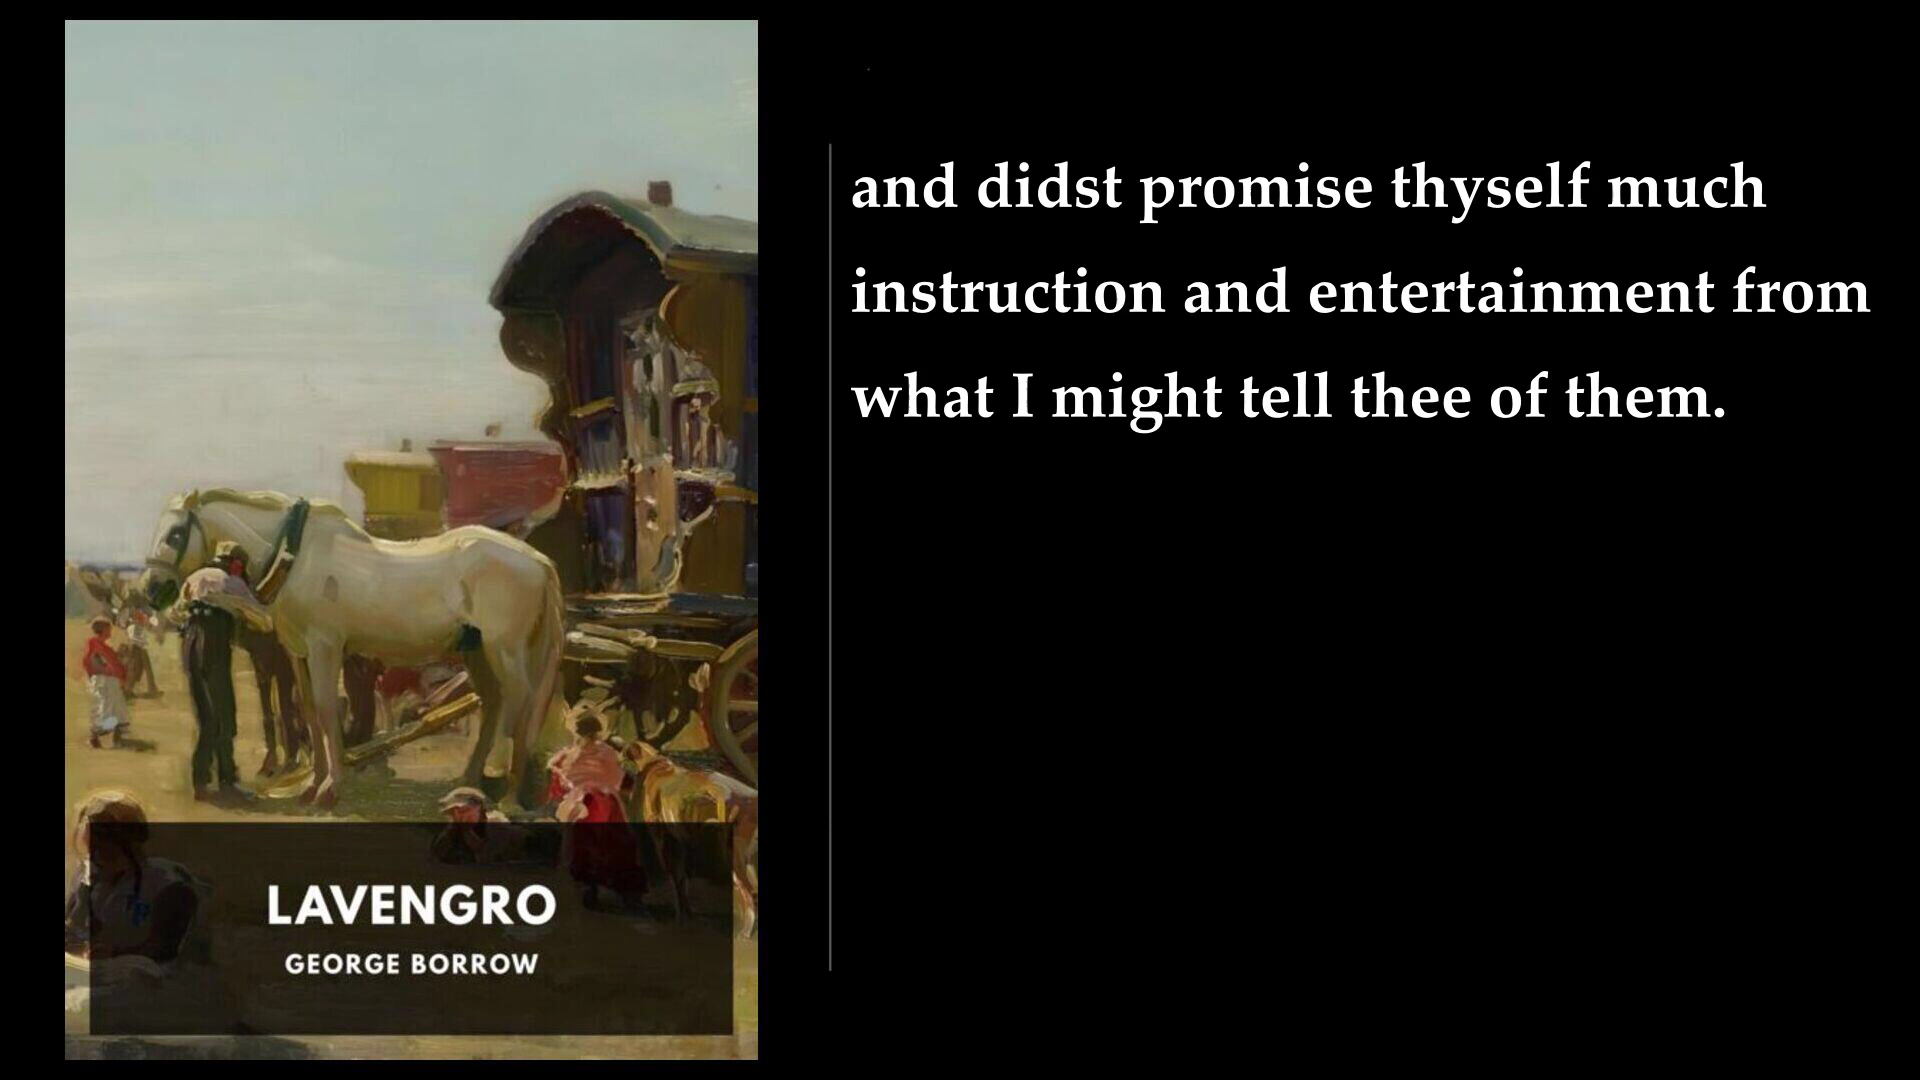 and didst promise thyself much
instruction and entertainment from
what I might tell thee of them.
LAVENGRO
GEORGE BORROW